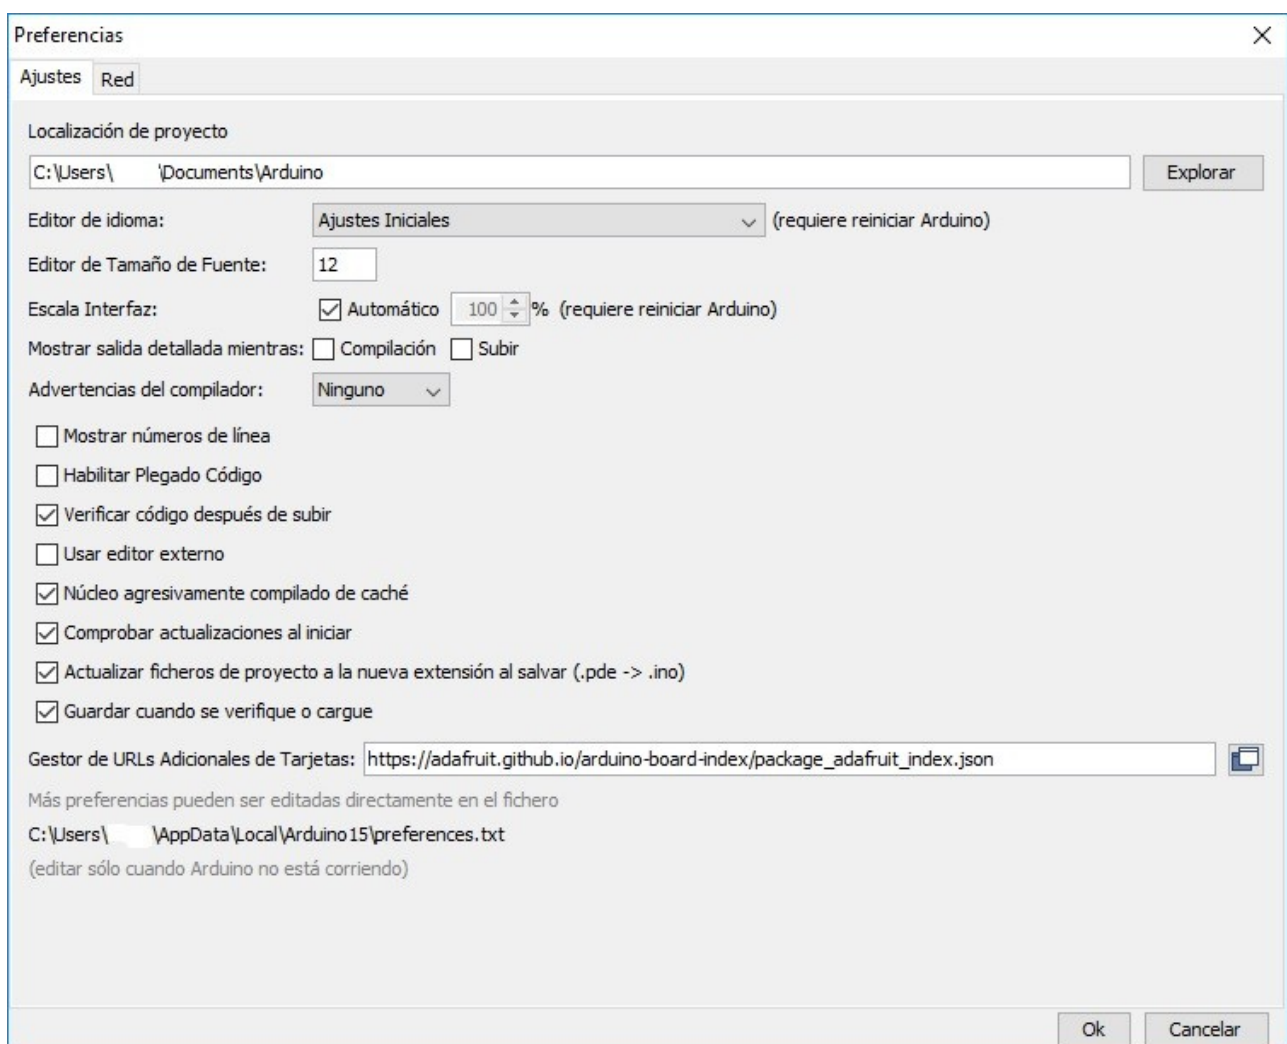 Preferencias
Ajustes Red
Localización de proyecto
C:\Users\ \Documents\Arduino Explorar
Editor de idioma: Ajustes Iniciales (requiere reiniciar Arduino)
Editor de Tamaño de Fuente: 12
Escala Interfaz: Automático 100 % (requiere reiniciar Arduino)
Mostrar salida detallada mientras: Compilación Subir
Advertencias del compilador: Ninguno
Mostrar números de línea
Habilitar Plegado Código
Verificar código después de subir
Usar editor externo
Núcleo agresivamente compilado de caché
Comprobar actualizaciones al iniciar
Actualizar ficheros de proyecto a la nueva extensión al salvar (.pde -> .ino)
Guardar cuando se verifique o cargue
Gestor de URLs Adicionales de Tarjetas: https://adafruit.github.io/arduino-board-index/package_adafruit_index.json
Más preferencias pueden ser editadas directamente en el fichero
C:\Users\ \AppData\Local\Arduino15\preferences.txt
(editar sólo cuando Arduino no está corriendo)
Ok Cancelar